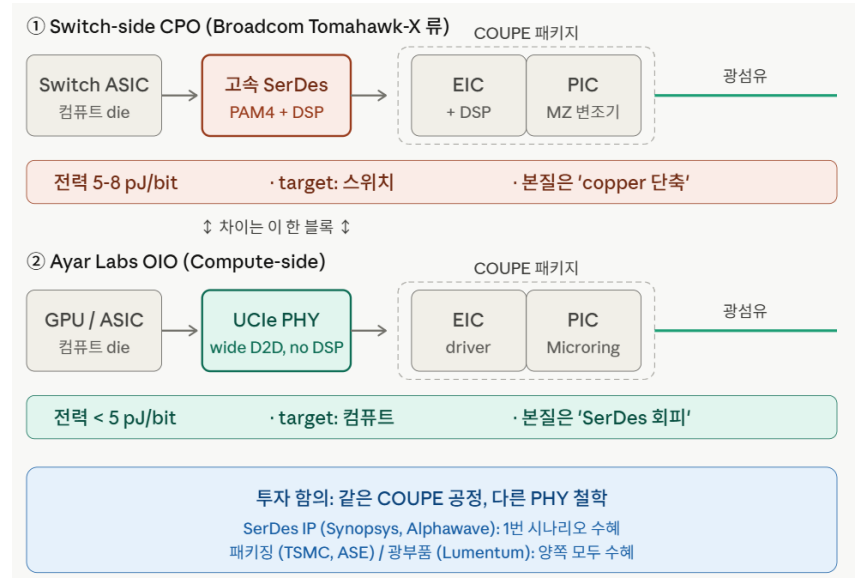 ① Switch-side CPO (Broadcom Tomahawk-X 류)
COUPE 패키지
Switch ASIC
컴퓨트 die
고속 SerDes
PAM4 + DSP
EIC
+ DSP
PIC
MZ 변조기
광섬유
전력 5-8 pJ/bit · target: 스위치 · 본질은 'copper 단축'
↕ 차이는 이 한 블록 ↕
② Ayar Labs OIO (Compute-side)
COUPE 패키지
GPU / ASIC
컴퓨트 die
UCIe PHY
wide D2D, no DSP
EIC
driver
PIC
Microring
광섬유
전력 < 5 pJ/bit · target: 컴퓨트 · 본질은 'SerDes 회피'
투자 함의: 같은 COUPE 공정, 다른 PHY 철학
SerDes IP (Synopsys, Alphawave): 1번 시나리오 수혜
패키징 (TSMC, ASE) / 광부품 (Lumentum): 양쪽 모두 수혜